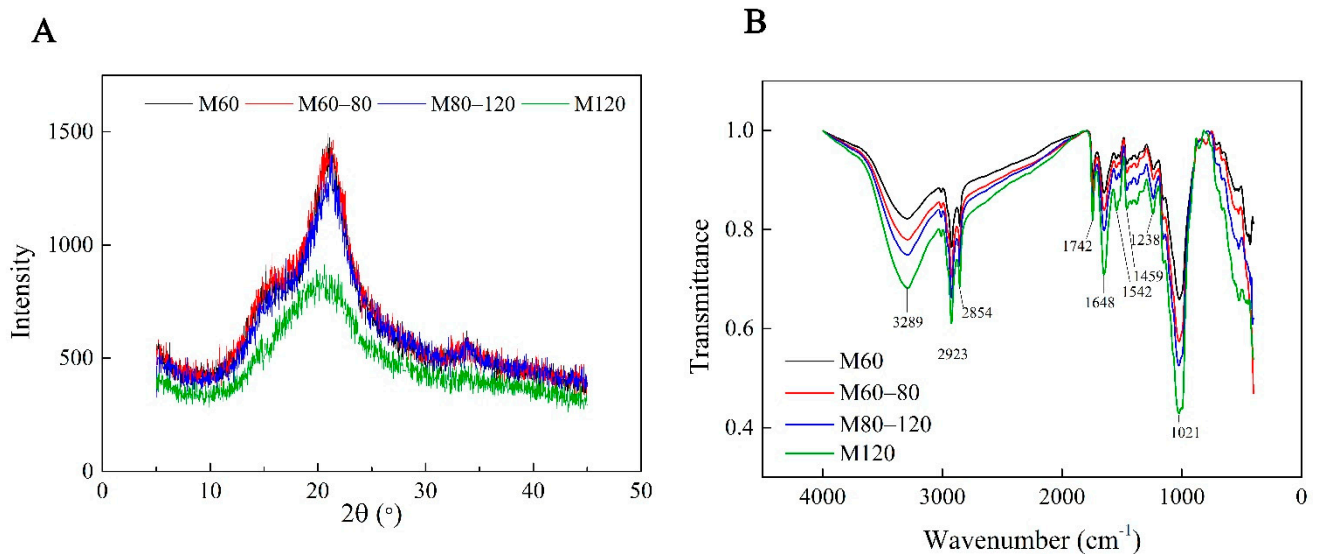 A
M60 M60–80 M80–120 M120
1500
1000
500
0
Intensity
0 10 20 30 40 50
2θ (°)
B
1.0
0.8
0.6
0.4
Transmittance
1742
1238
1459
1542
648
3289
2854
2923
1021
M60
M60–80
M80–120
M120
4000 3000 2000 1000 0
Wavenumber (cm⁻¹)